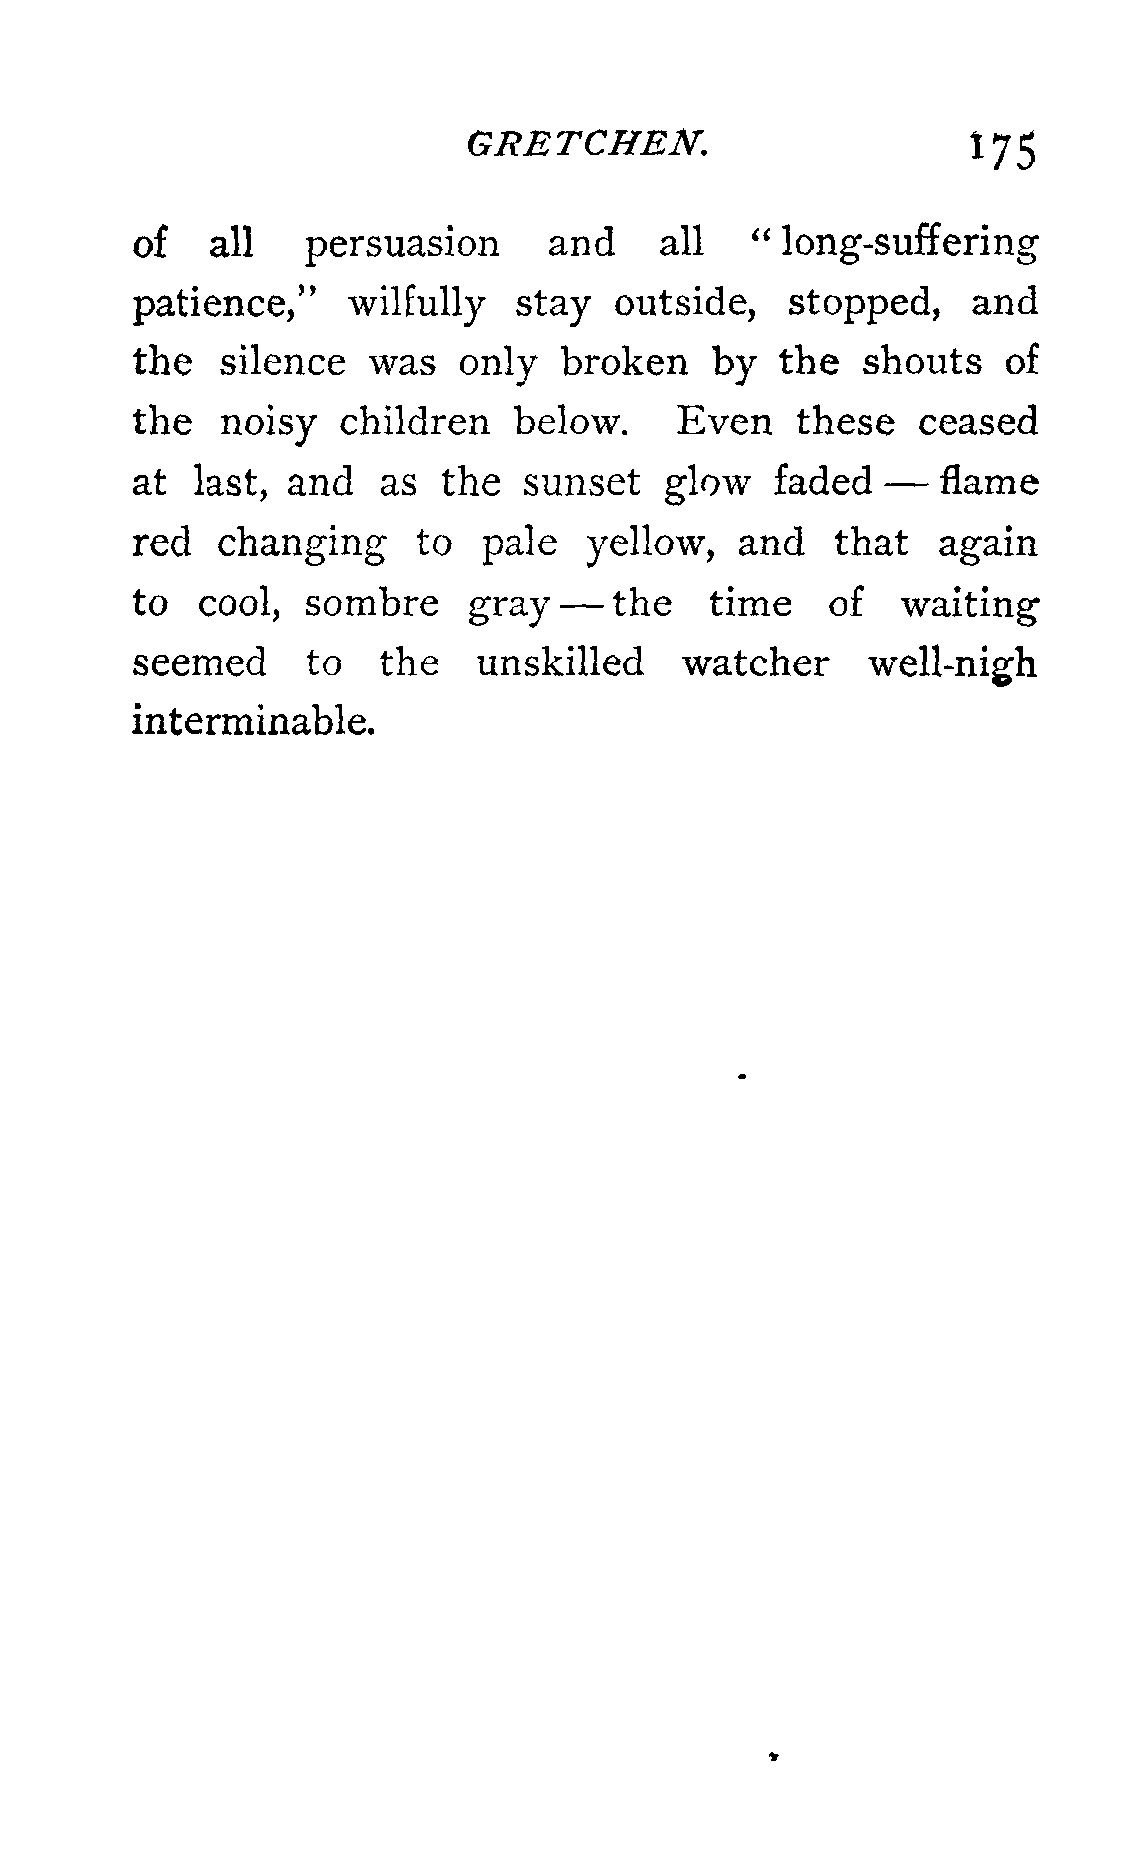 GRETCHEN. 175
of all persuasion and all “ long-suffering
patience,” wilfully stay outside, stopped, and
the silence was only broken by the shouts of
the noisy children below. Even these ceased
at last, and as the sunset glow faded — flame
red changing to pale yellow, and that again
to cool, sombre gray — the time of waiting
seemed to the unskilled watcher well-nigh
interminable.